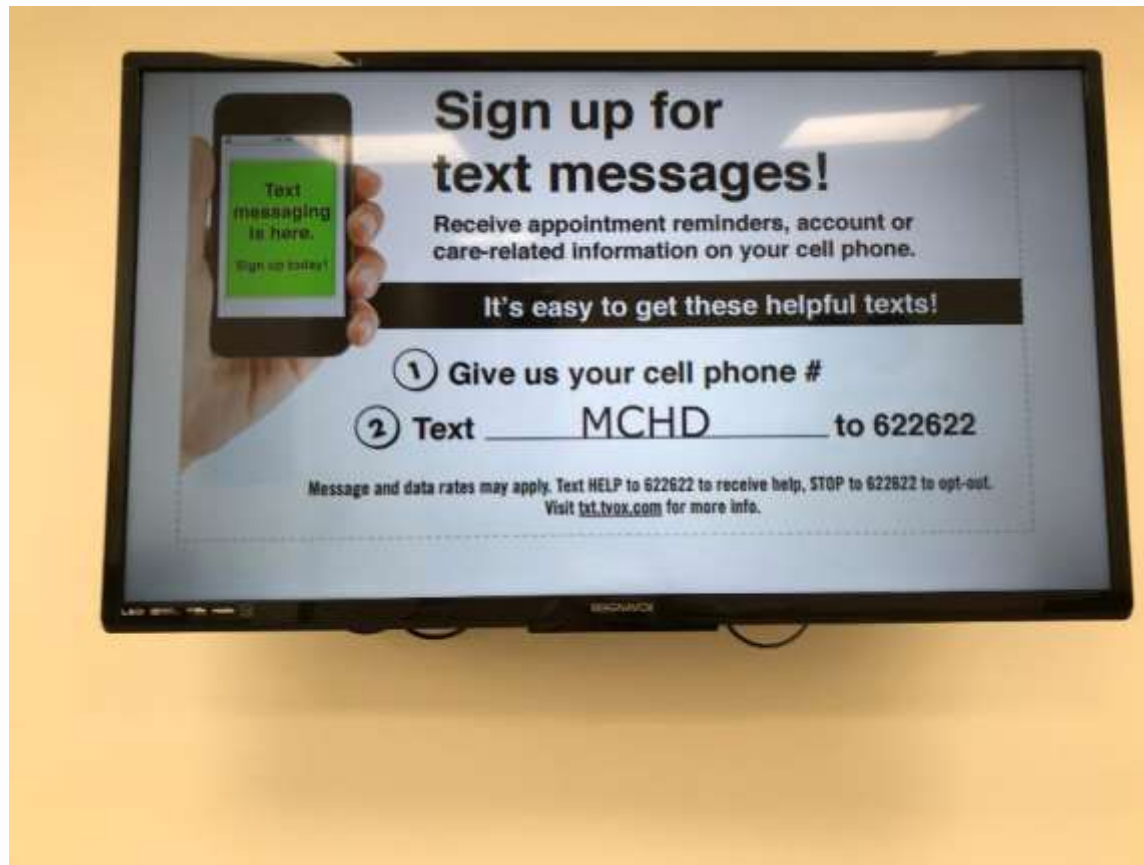 Sign up for
text messages!
Text
messaging
is here.
Sign up today!
Receive appointment reminders, account or
care-related information on your cell phone.
It's easy to get these helpful texts!
1 Give us your cell phone #
2 Text MCHD to 622622
Message and data rates may apply. Text HELP to 622622 to receive help, STOP to 622622 to opt-out.
Visit txt.tvox.com for more info.
MAGNAVOX